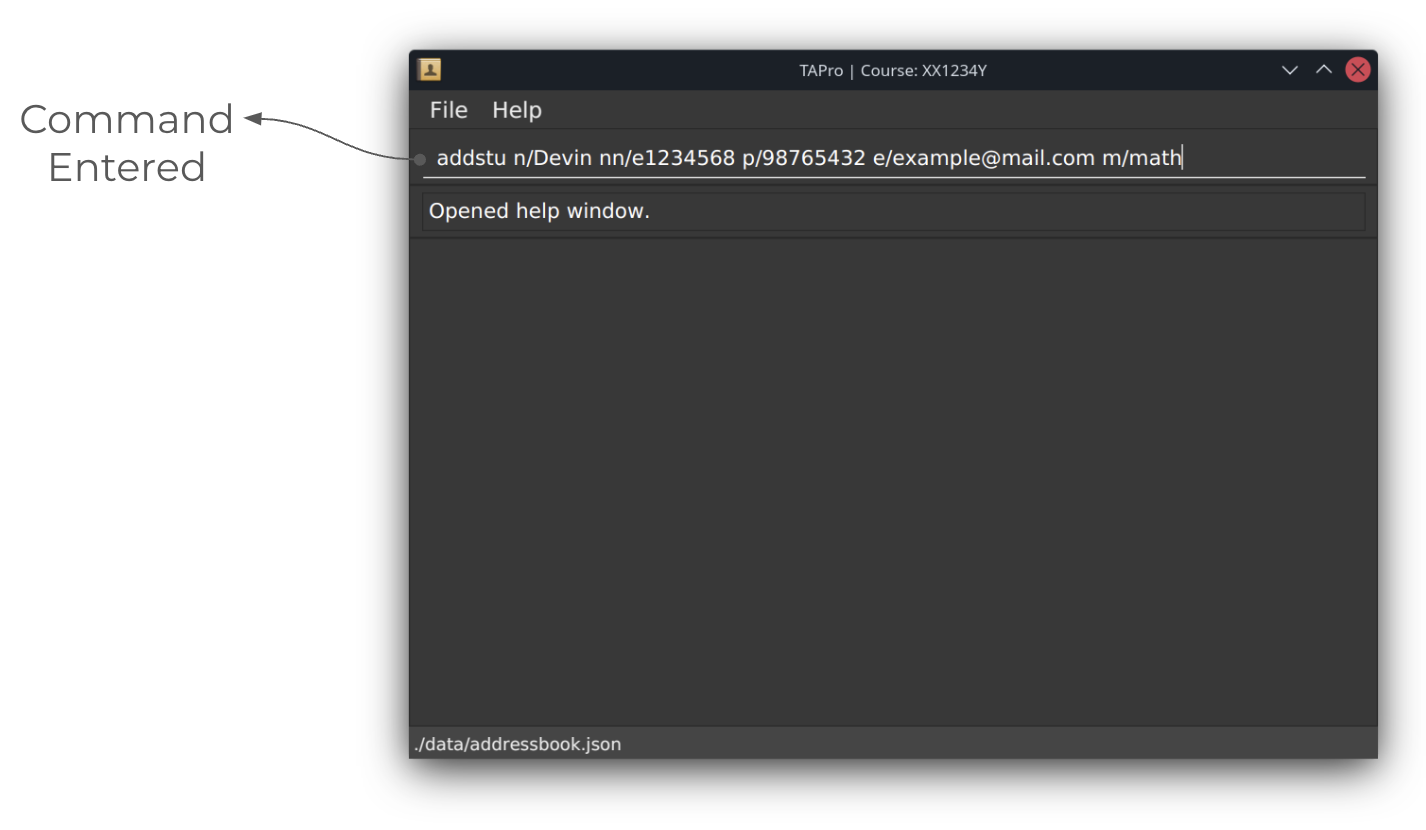 Command
Entered
TAPro | Course: XX1234Y
File Help
addstu n/Devin nn/e1234568 p/98765432 e/example@mail.com m/math
Opened help window.
./data/addressbook.json